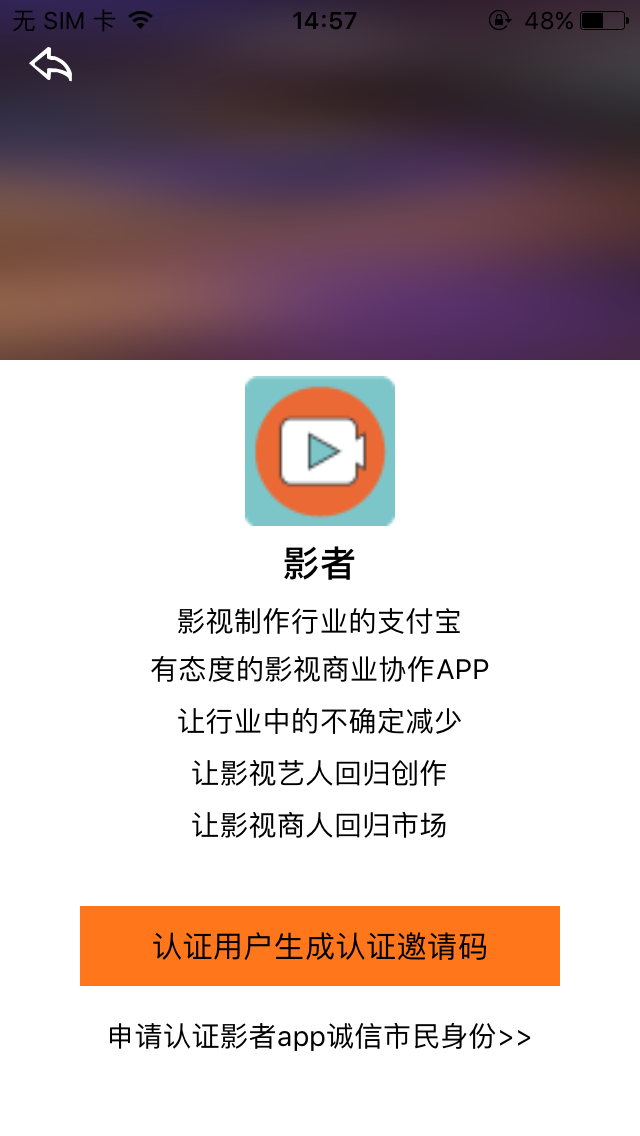 无 SIM 卡 14:57 48%
影者
影视制作行业的支付宝
有态度的影视商业协作APP
让行业中的不确定减少
让影视艺人回归创作
让影视商人回归市场
认证用户生成认证邀请码
申请认证影者app诚信市民身份>>